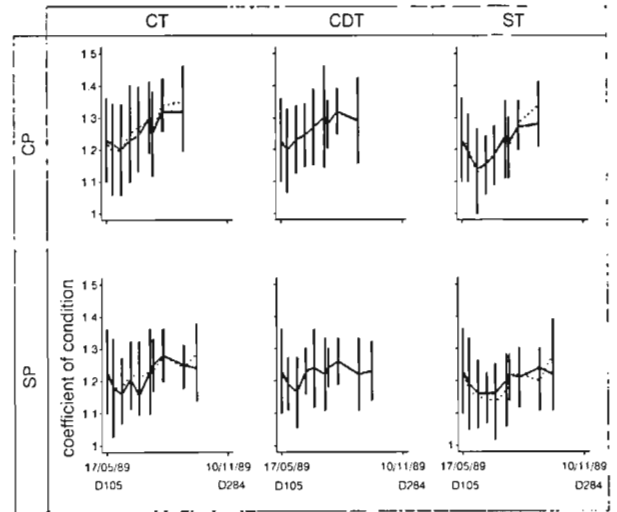 CT CDT ST
CP
1 5
1.4
1.3
1.2
1 1
1
SP
coefficient of condition
1 5
1.4
1.3
1.2
1 1
1
1
17/05/89 10/11/89 17/05/89 10/11/89 17/05/89 10/11/89
D105 D284 D105 D284 D105 D284